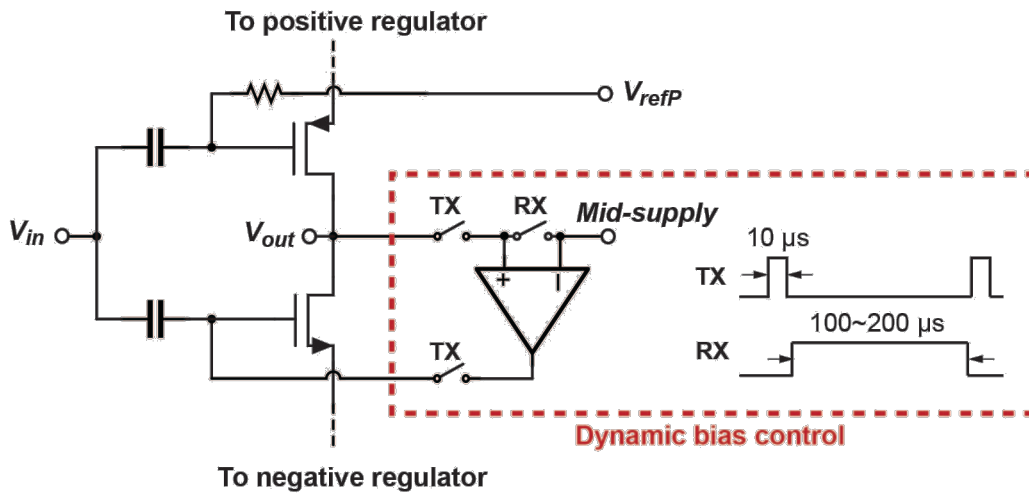 To positive regulator
VrefP
TX
RX
Mid-supply
Vin
Vout
+
−
10 µs
TX
100~200 µs
RX
TX
Dynamic bias control
To negative regulator